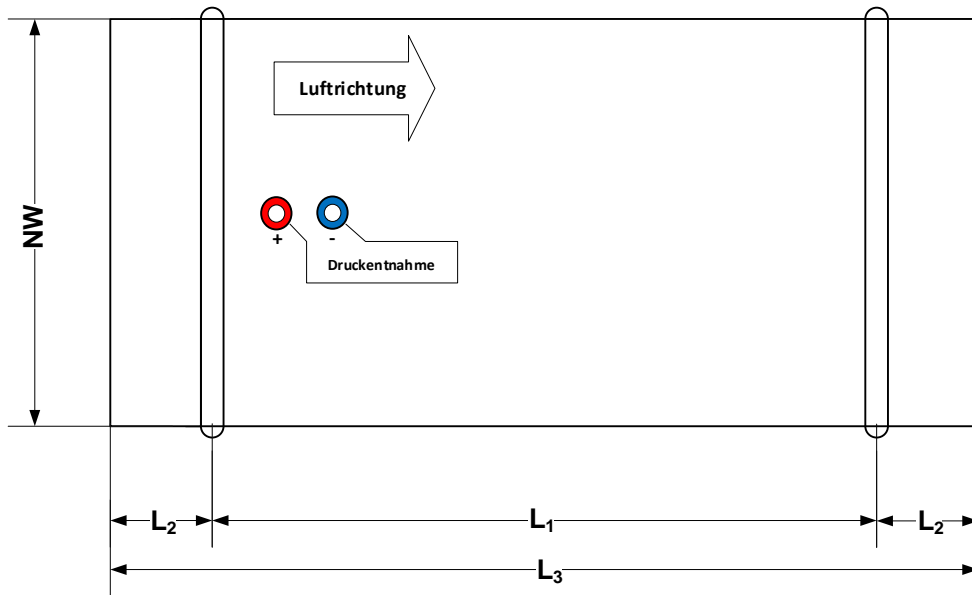 Luftrichtung
NW
+ -
Druckentnahme
L₂ L₁ L₂
L₃